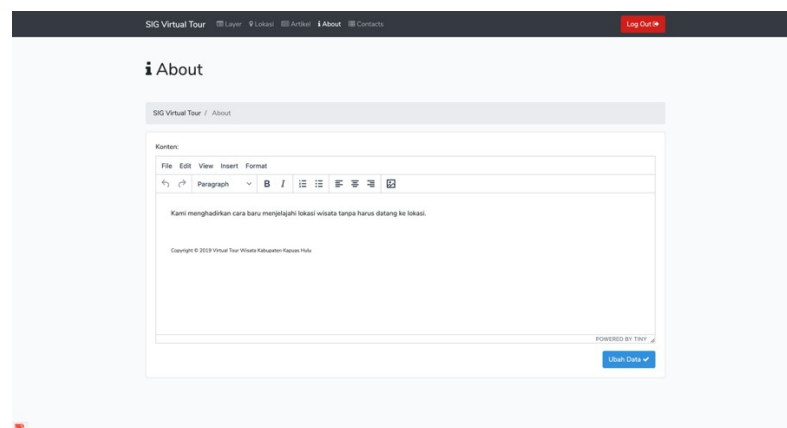 SIG Virtual Tour Layer Lokasi Artikel About Contacts Log Out
About
SIG Virtual Tour / About
Konten:
File Edit View Insert Format
Paragraph B I
Kami menghadirkan cara baru menjelajahi lokasi wisata tanpa harus datang ke lokasi.
Copyright © 2019 Virtual Tour Wisata Kabupaten Kapuas Hulu
POWERED BY TINY
Ubah Data